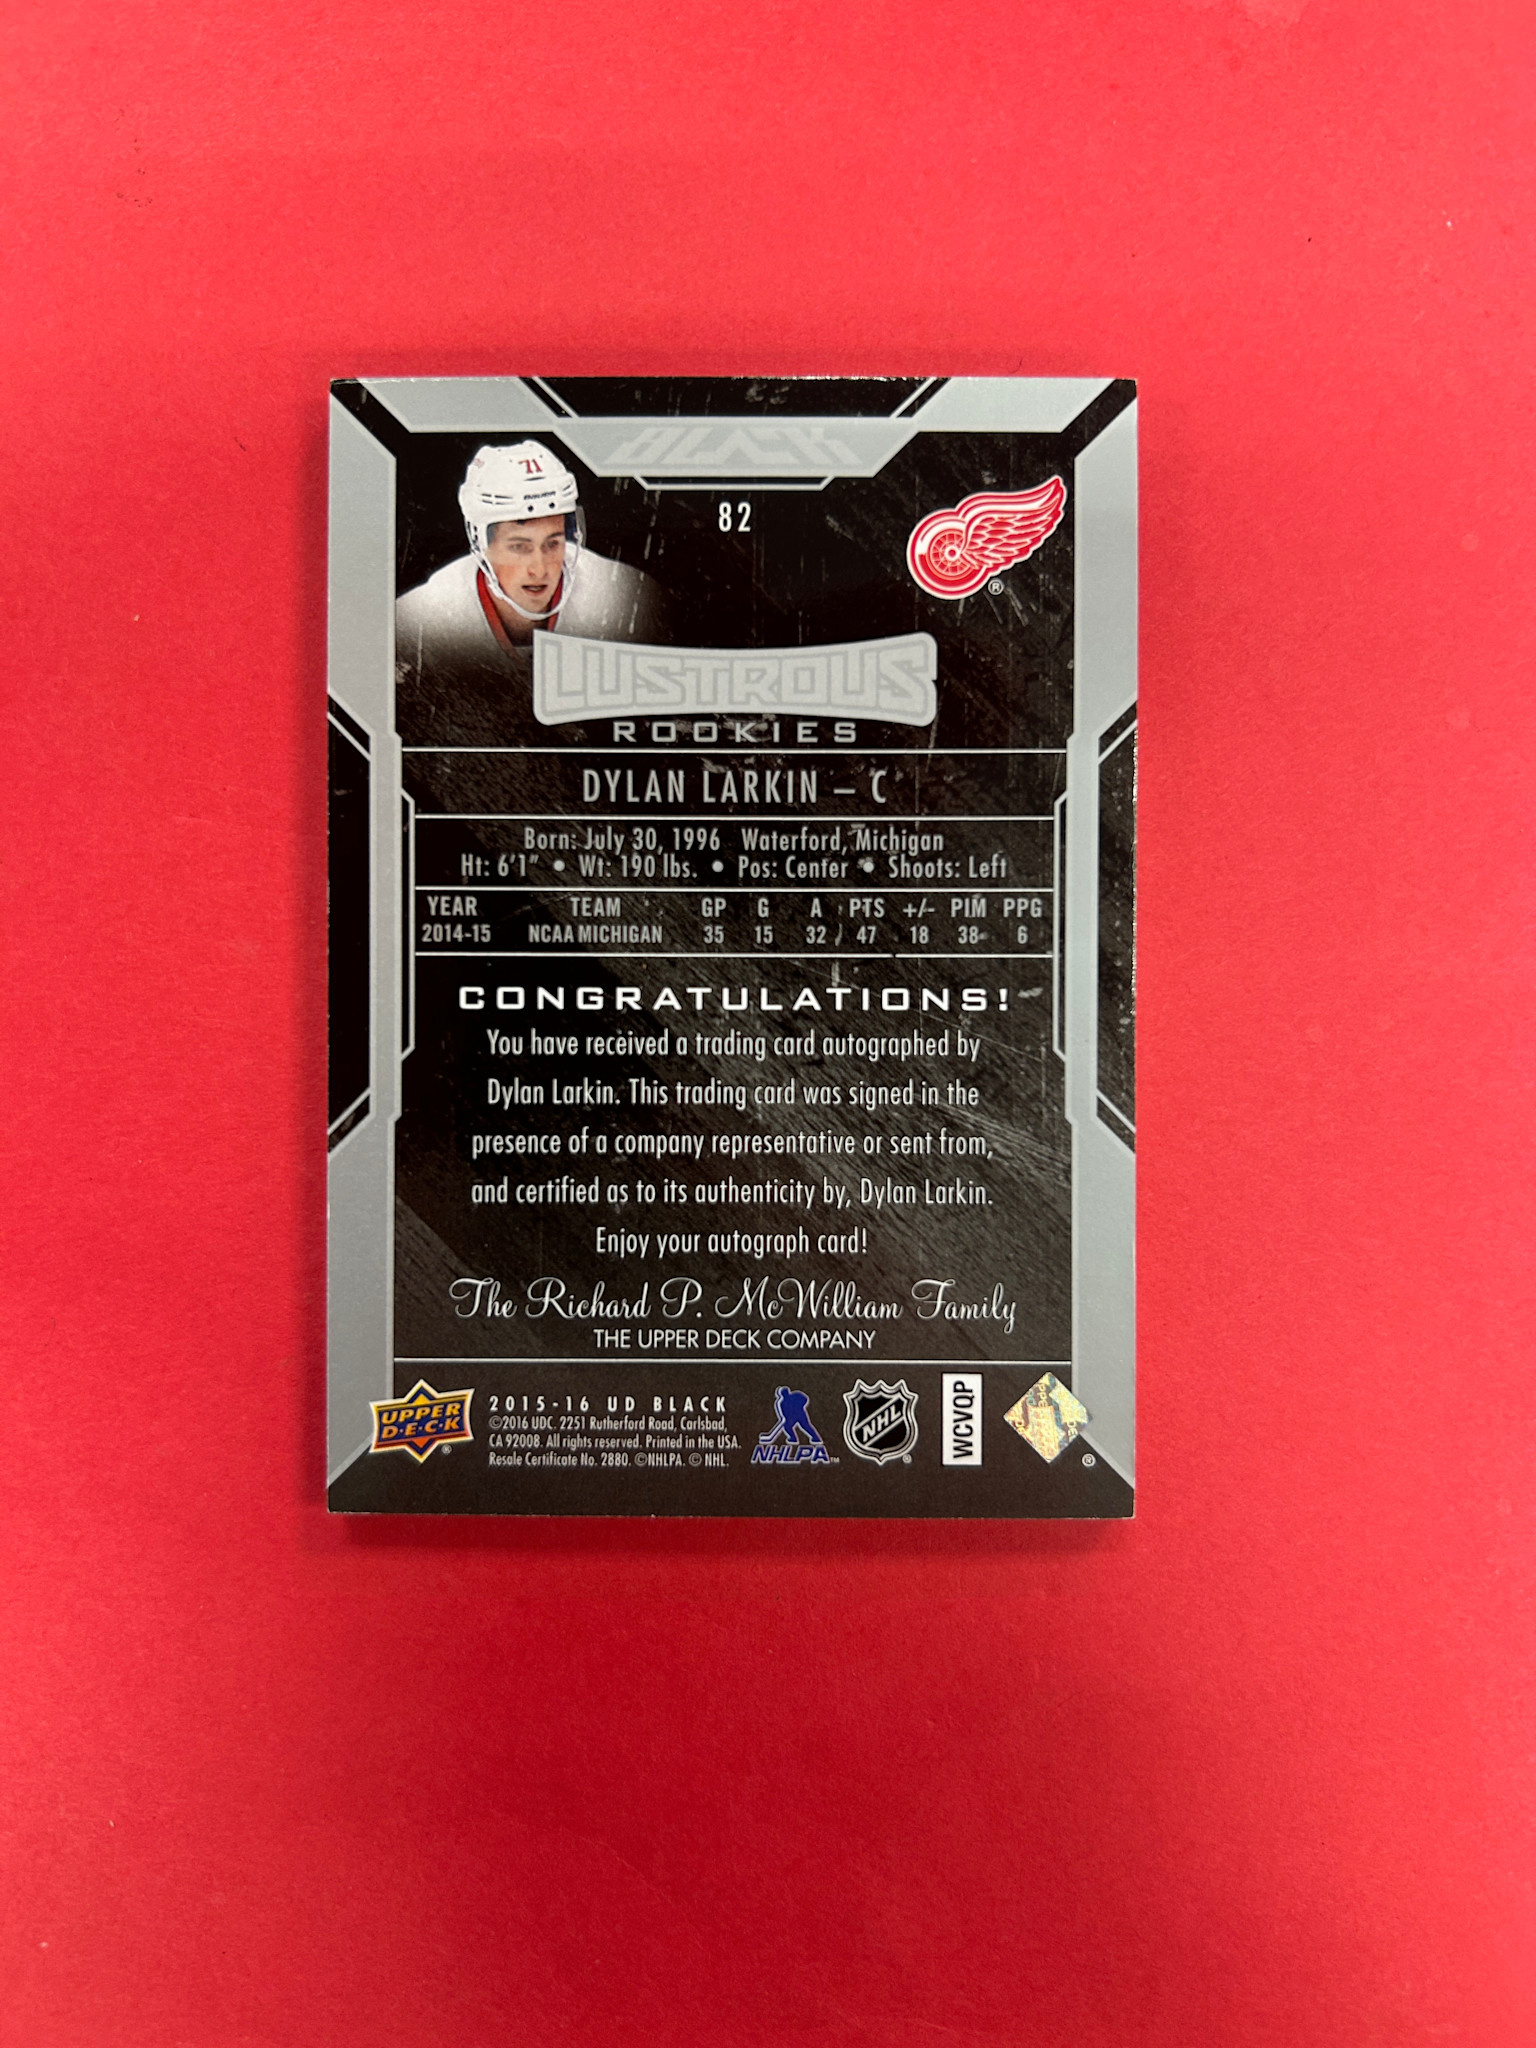 BLACK
71
BAUER
82
LUSTROUS
ROOKIES
DYLAN LARKIN – C
Born: July 30, 1996 Waterford, Michigan
Ht: 6'1" • Wt: 190 lbs. • Pos: Center • Shoots: Left
YEAR TEAM GP G A PTS +/- PIM PPG
2014-15 NCAA MICHIGAN 35 15 32 47 18 38 6
CONGRATULATIONS!
You have received a trading card autographed by
Dylan Larkin. This trading card was signed in the
presence of a company representative or sent from,
and certified as to its authenticity by, Dylan Larkin.
Enjoy your autograph card!
The Richard P. McWilliam Family
THE UPPER DECK COMPANY
UPPER
D·E·C·K
®
2015-16 UD BLACK
©2016 UDC. 2251 Rutherford Road, Carlsbad,
CA 92008. All rights reserved. Printed in the USA.
Resale Certificate No. 2880. ©NHLPA. © NHL.
NHLPA™
NHL
®
WCVQP
®